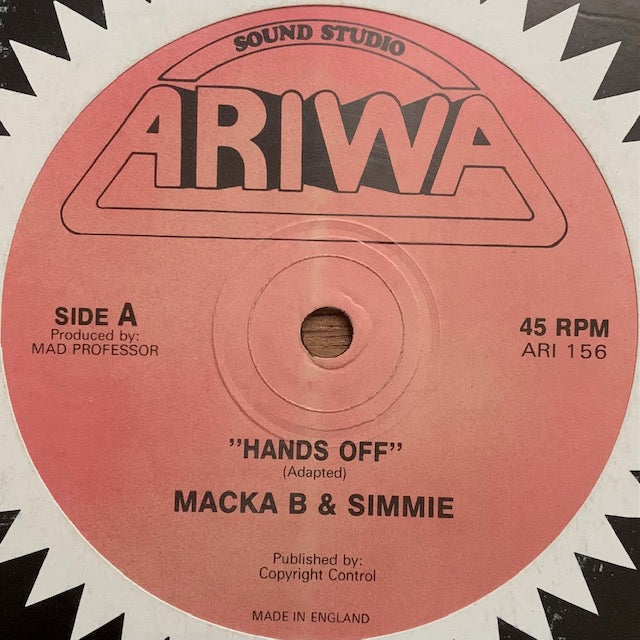 SOUND STUDIO
ARIWA
SIDE A
Produced by:
MAD PROFESSOR
45 RPM
ARI 156
"HANDS OFF"
(Adapted)
MACKA B & SIMMIE
Published by:
Copyright Control
MADE IN ENGLAND